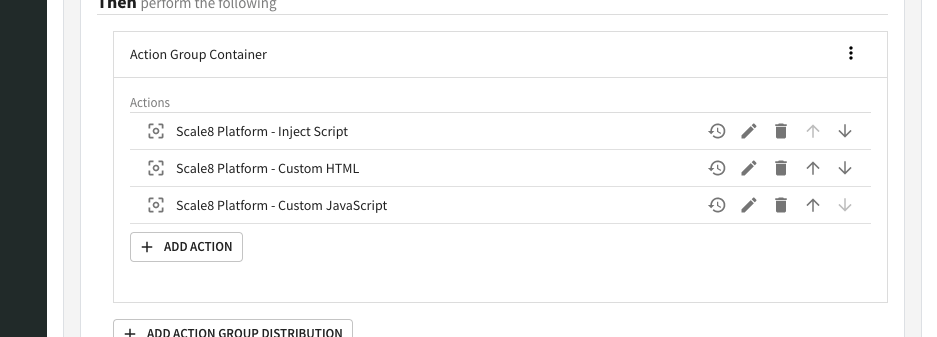 Then perform the following
Action Group Container
Actions
Scale8 Platform - Inject Script
Scale8 Platform - Custom HTML
Scale8 Platform - Custom JavaScript
ADD ACTION
ADD ACTION GROUP DISTRIBUTION